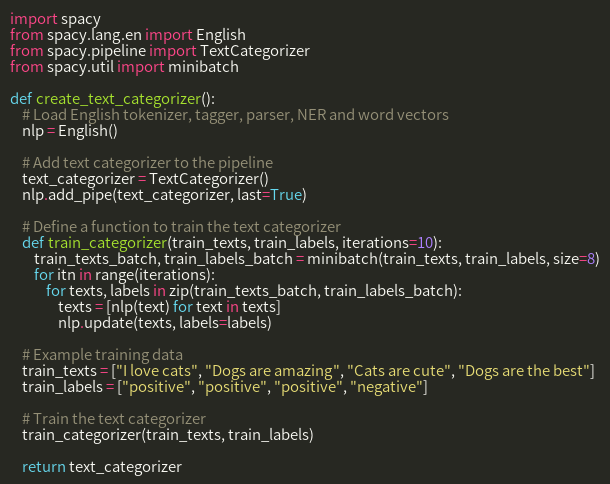 import spacy
from spacy.lang.en import English
from spacy.pipeline import TextCategorizer
from spacy.util import minibatch

def create_text_categorizer():
    # Load English tokenizer, tagger, parser, NER and word vectors
    nlp = English()

    # Add text categorizer to the pipeline
    text_categorizer = TextCategorizer()
    nlp.add_pipe(text_categorizer, last=True)

    # Define a function to train the text categorizer
    def train_categorizer(train_texts, train_labels, iterations=10):
        train_texts_batch, train_labels_batch = minibatch(train_texts, train_labels, size=8)
        for itn in range(iterations):
            for texts, labels in zip(train_texts_batch, train_labels_batch):
                texts = [nlp(text) for text in texts]
                nlp.update(texts, labels=labels)

    # Example training data
    train_texts = ["I love cats", "Dogs are amazing", "Cats are cute", "Dogs are the best"]
    train_labels = ["positive", "positive", "positive", "negative"]

    # Train the text categorizer
    train_categorizer(train_texts, train_labels)

    return text_categorizer